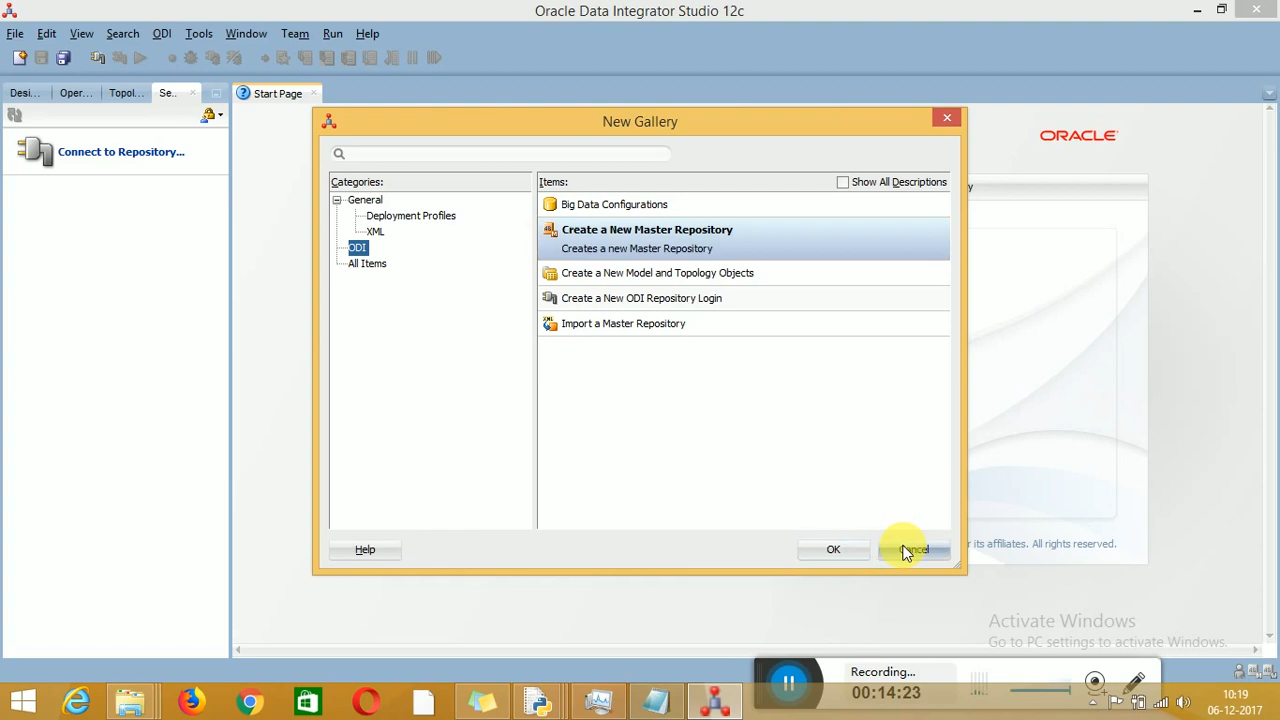 Oracle Data Integrator Studio 12c
File Edit View Search ODI Tools Window Team Run Help
Desi... Oper... Topol... Se..
Start Page
Connect to Repository...
New Gallery
ORACLE
Categories:
General
Deployment Profiles
XML
ODI
All Items
Items:
Show All Descriptions
Big Data Configurations
Create a New Master Repository
Creates a new Master Repository
Create a New Model and Topology Objects
Create a New ODI Repository Login
Import a Master Repository
Help
OK
Cancel
its affiliates. All rights reserved.
Activate Windows
Go to PC settings to activate Windows.
Recording...
00:14:23
10:19
06-12-2017